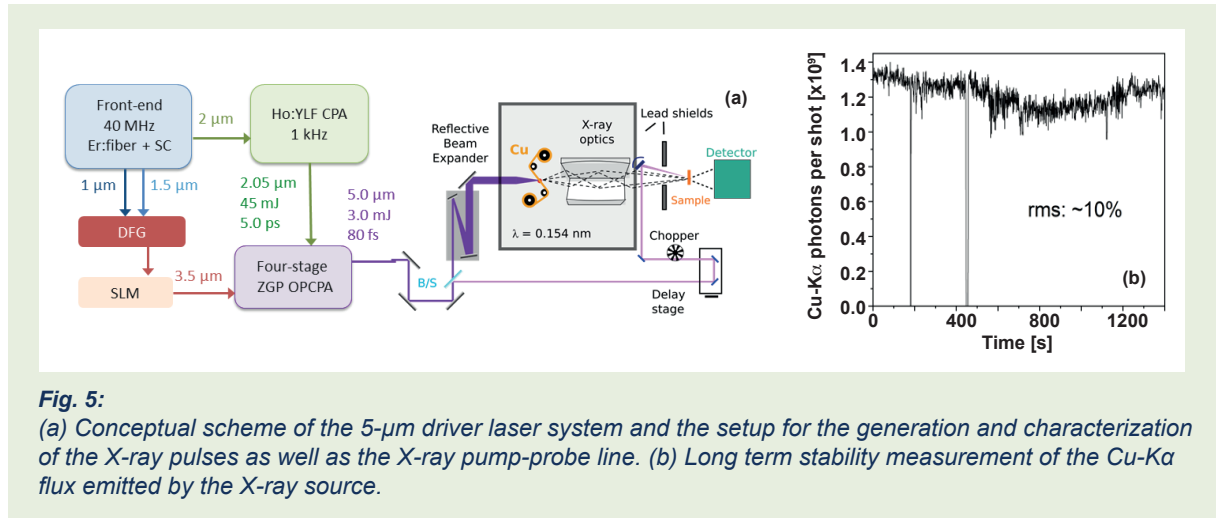 Front-end
40 MHz
Er:fiber + SC
2 µm
Ho:YLF CPA
1 kHz
1 µm
1.5 µm
DFG
SLM
3.5 µm
2.05 µm
45 mJ
5.0 ps
Four-stage
ZGP OPCPA
5.0 µm
3.0 mJ
80 fs
B/S
Reflective
Beam
Expander
Cu
X-ray
optics
λ = 0.154 nm
Lead shields
(a)
Detector
Sample
Chopper
Delay
stage
Cu-Kα photons per shot [x10⁹]
1.4
1.2
1.0
0.8
0.6
0.4
0.2
0.0
rms: ~10%
(b)
0
400
800
1200
Time [s]
Fig. 5:
(a) Conceptual scheme of the 5-µm driver laser system and the setup for the generation and characterization
of the X-ray pulses as well as the X-ray pump-probe line. (b) Long term stability measurement of the Cu-Kα
flux emitted by the X-ray source.